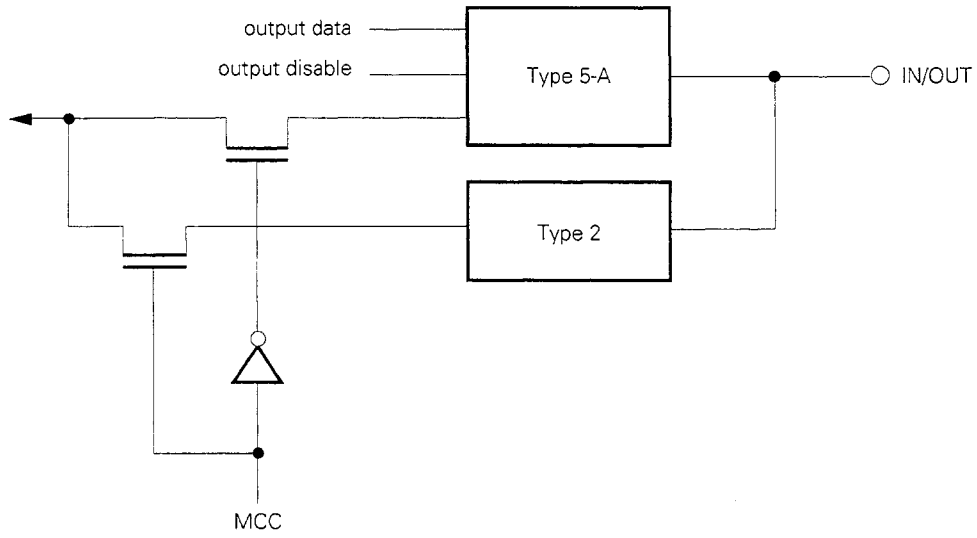 output data
output disable
Type 5-A
IN/OUT
Type 2
MCC